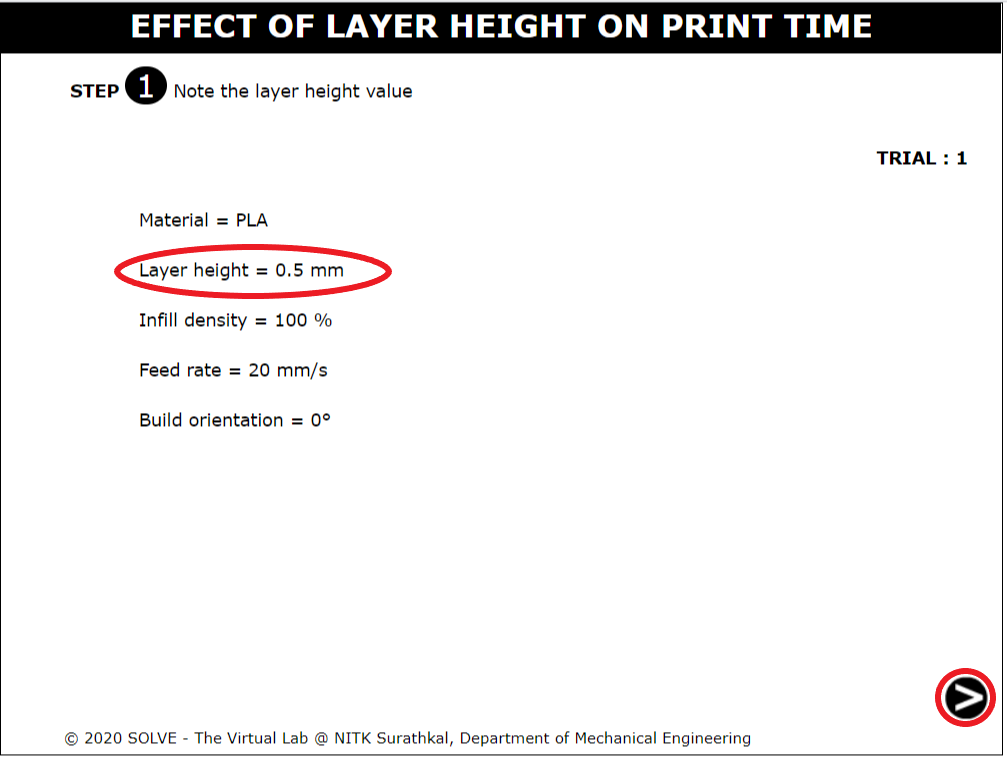 EFFECT OF LAYER HEIGHT ON PRINT TIME
STEP 1 Note the layer height value
TRIAL : 1
Material = PLA
Layer height = 0.5 mm
Infill density = 100 %
Feed rate = 20 mm/s
Build orientation = 0°
>
© 2020 SOLVE - The Virtual Lab @ NITK Surathkal, Department of Mechanical Engineering